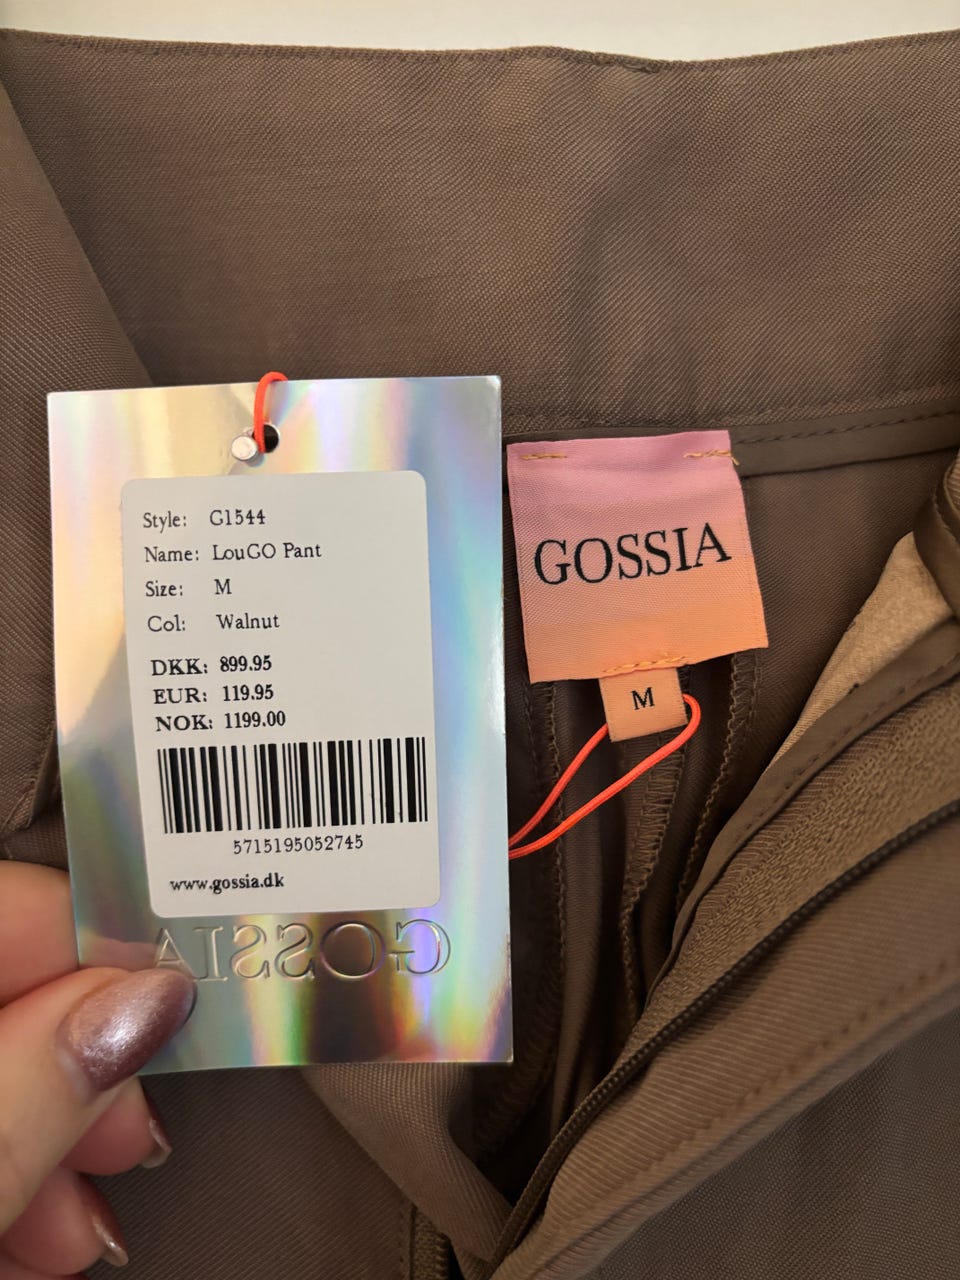 Style: G1544
Name: LouGO Pant
Size: M
Col: Walnut
DKK: 899.95
EUR: 119.95
NOK: 1199.00
5715195052745
www.gossia.dk
GOSSIA
GOSSIA
M